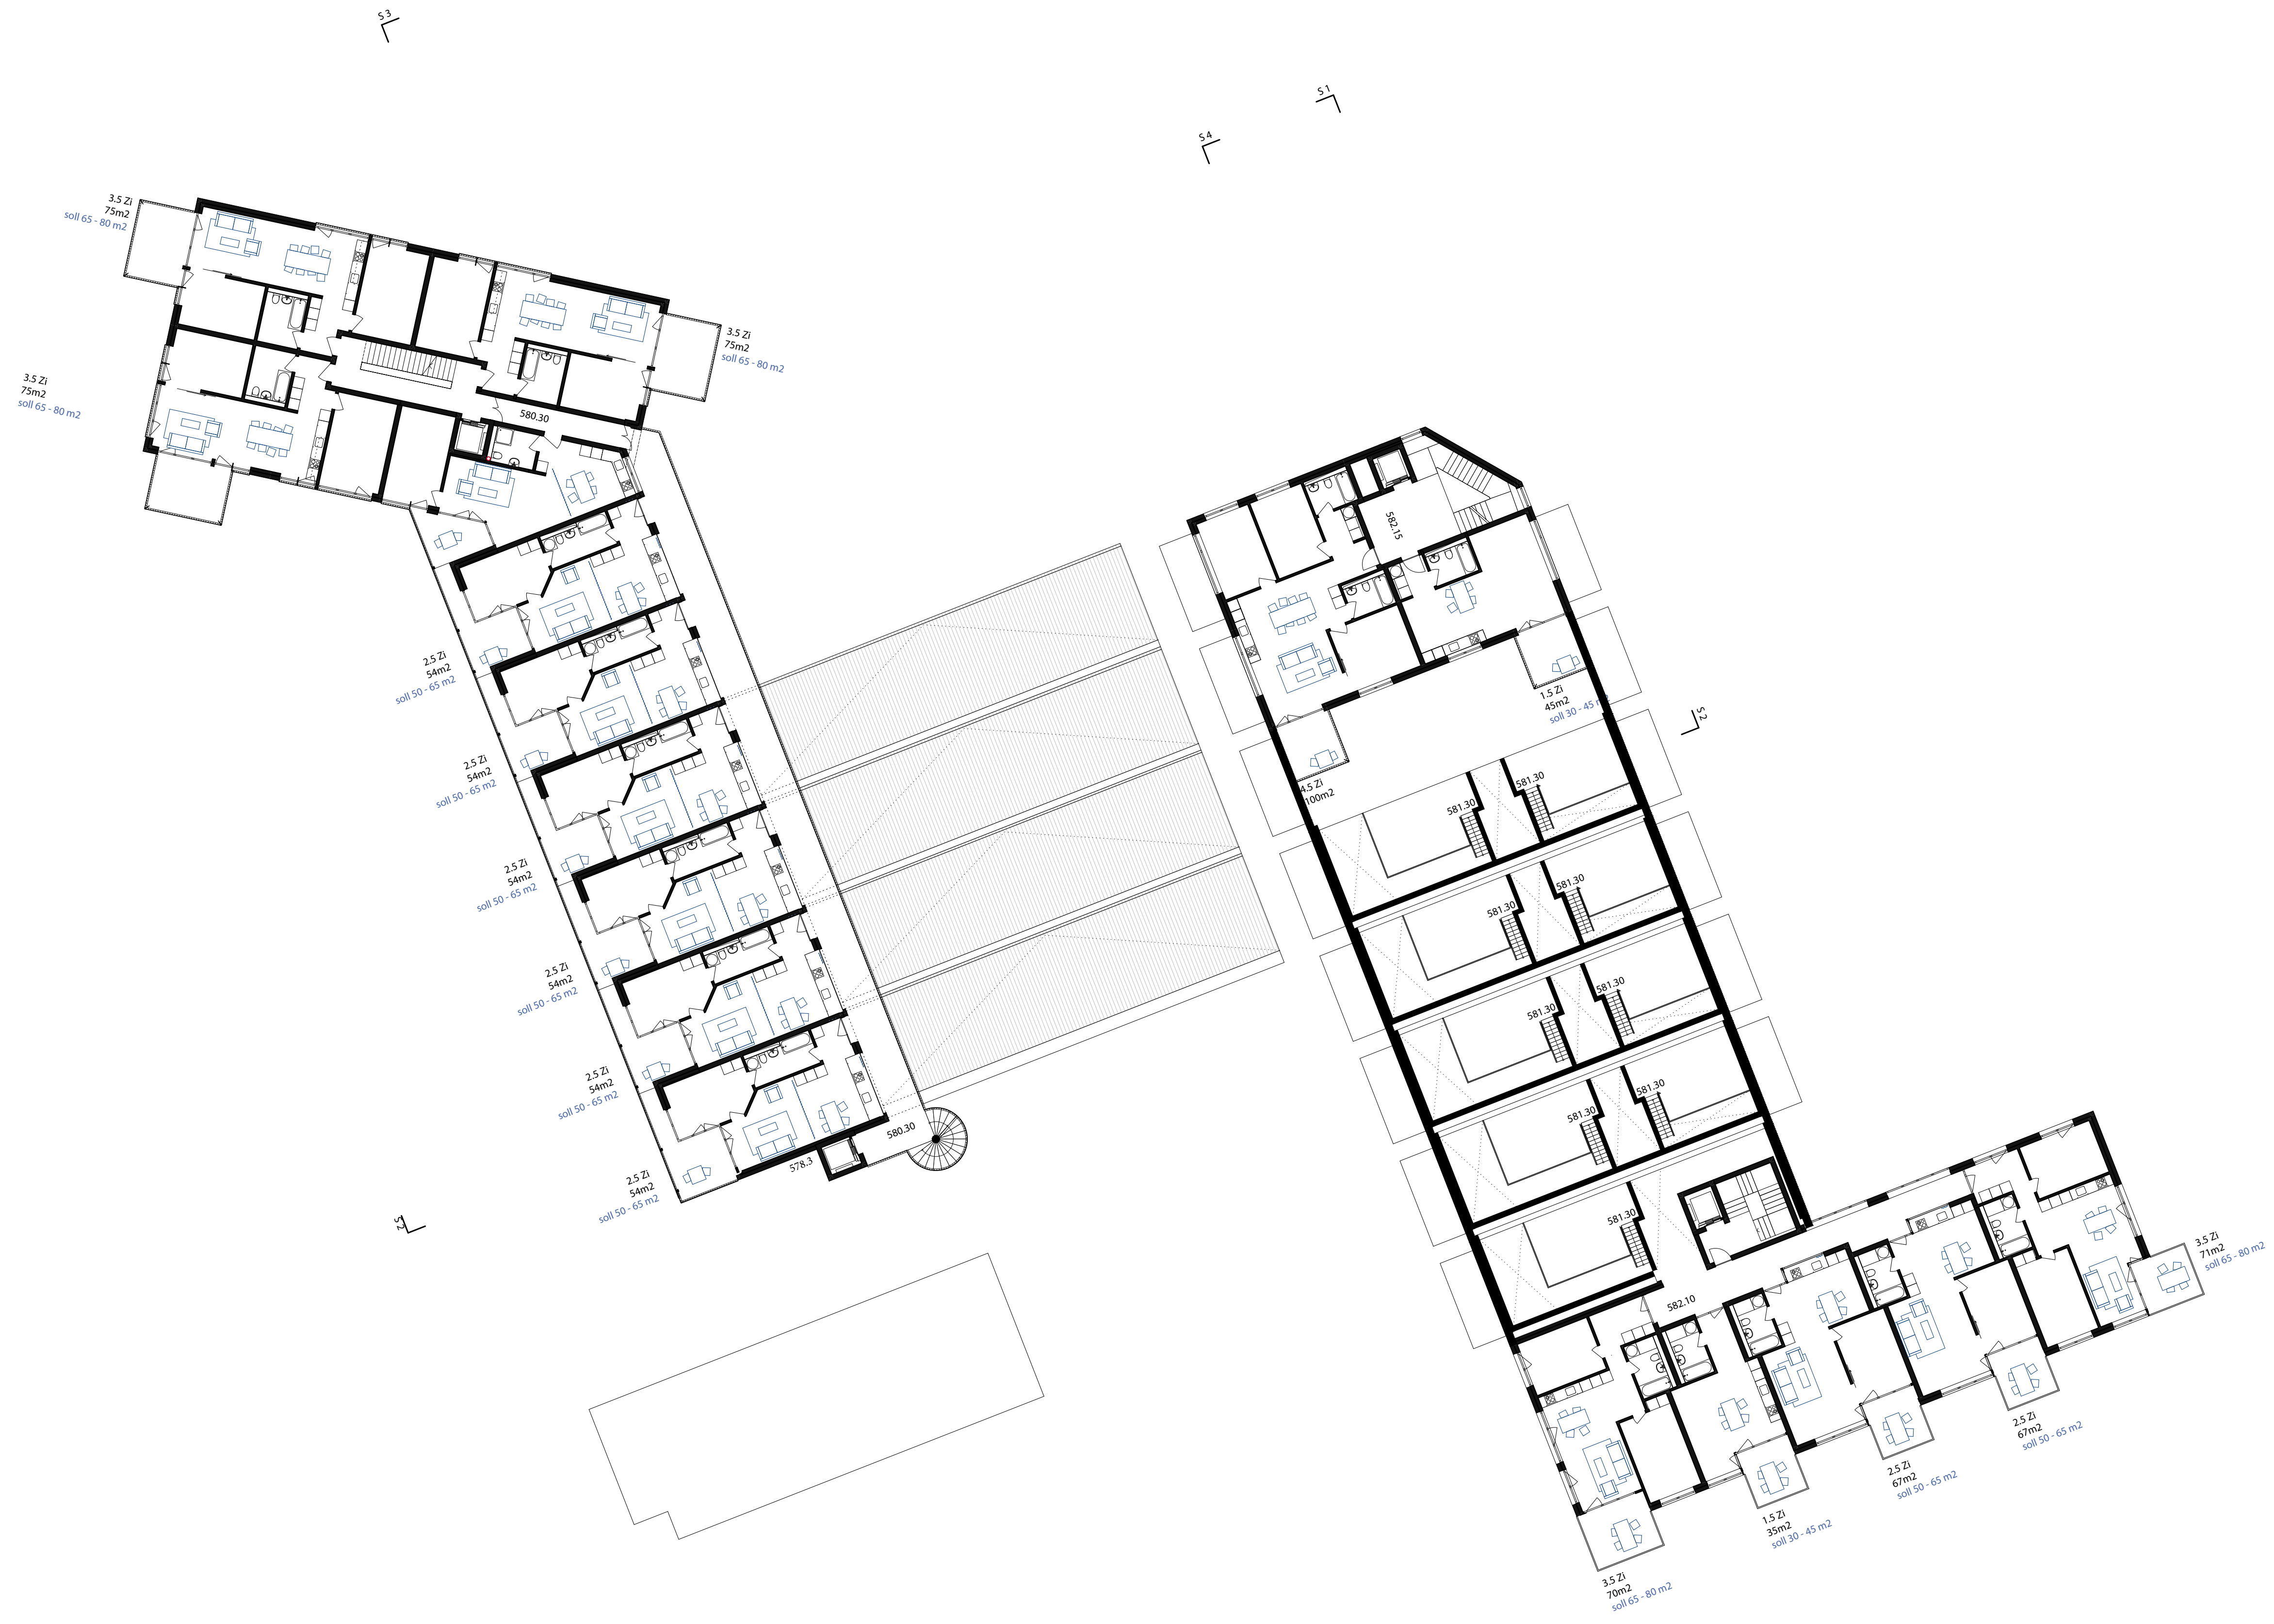 S 3
S 1
S 4
3.5 Zi
75m2
soll 65 - 80 m2
3.5 Zi
75m2
soll 65 - 80 m2
3.5 Zi
75m2
soll 65 - 80 m2
580.30
582.15
2.5 Zi
54m2
soll 50 - 65 m2
1.5 Zi
45m2
soll 30 - 45
S 2
2.5 Zi
54m2
soll 50 - 65 m2
4.5 Zi
100m2
581.30
581.30
2.5 Zi
54m2
soll 50 - 65 m2
581.30
581.30
2.5 Zi
54m2
soll 50 - 65 m2
581.30
581.30
2.5 Zi
54m2
soll 50 - 65 m2
581.30
581.30
580.30
578.3
2.5 Zi
54m2
soll 50 - 65 m2
581.30
S 2
582.10
3.5 Zi
71m2
soll 65 - 80 m2
2.5 Zi
67m2
soll 50 - 65 m2
2.5 Zi
67m2
soll 50 - 65 m2
1.5 Zi
35m2
soll 30 - 45 m2
3.5 Zi
70m2
soll 65 - 80 m2